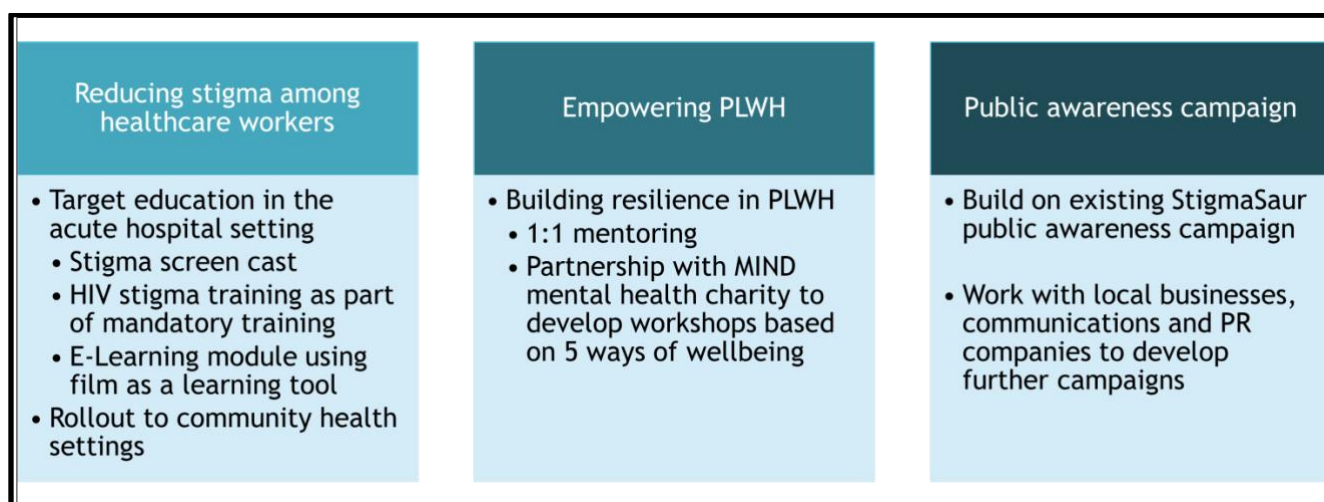 Reducing stigma among
healthcare workers
• Target education in the
acute hospital setting
• Stigma screen cast
• HIV stigma training as part
of mandatory training
• E-Learning module using
film as a learning tool
• Rollout to community health
settings
Empowering PLWH
• Building resilience in PLWH
• 1:1 mentoring
• Partnership with MIND
mental health charity to
develop workshops based
on 5 ways of wellbeing
Public awareness campaign
• Build on existing StigmaSaur
public awareness campaign
• Work with local businesses,
communications and PR
companies to develop
further campaigns